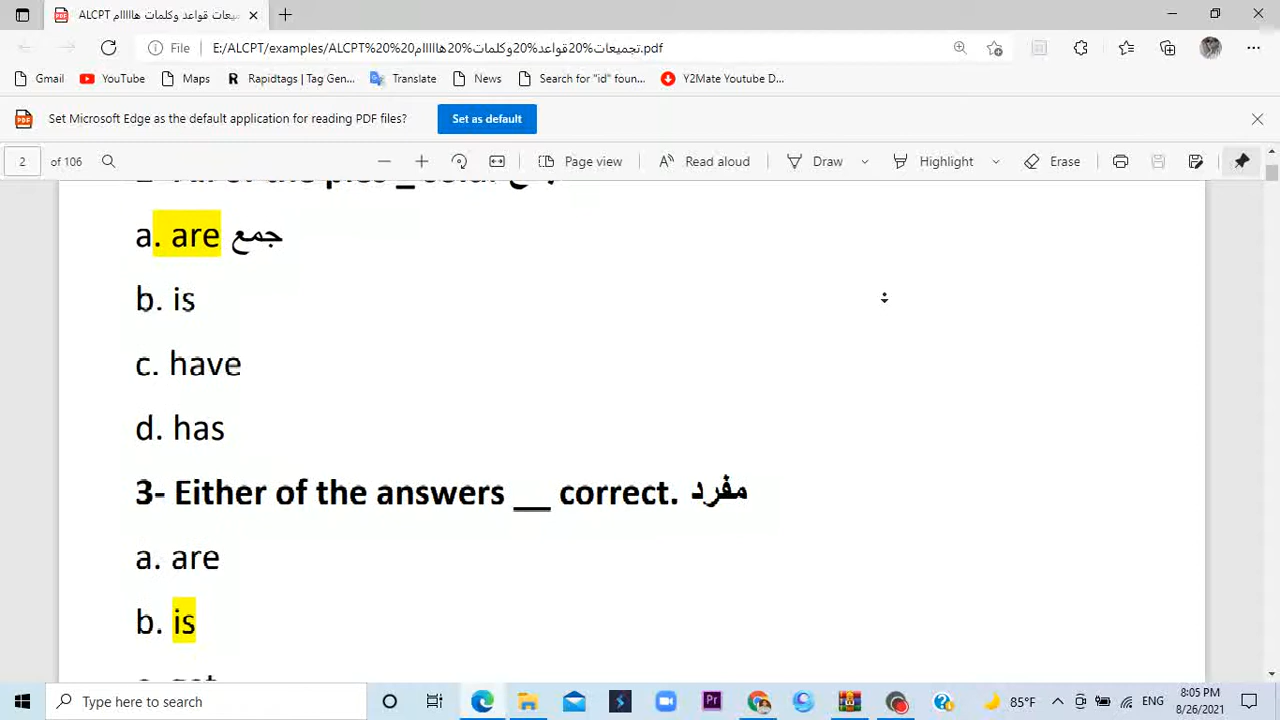 ALCPT تجميعات قواعد وكلمات هااااام
File E:/ALCPT/examples/ALCPT%20%20تجميعات%20قواعد%20وكلمات%20هااااام.pdf
Gmail YouTube Maps Rapidtags | Tag Gen... Translate News Search for "id" foun... Y2Mate Youtube D...
Set Microsoft Edge as the default application for reading PDF files? Set as default
2 of 106 Page view Read aloud Draw Highlight Erase
a. are جمع
b. is
c. have
d. has
3- Either of the answers __ correct. مفرد
a. are
b. is
Type here to search
Pr
85°F ENG
8:05 PM
8/26/2021